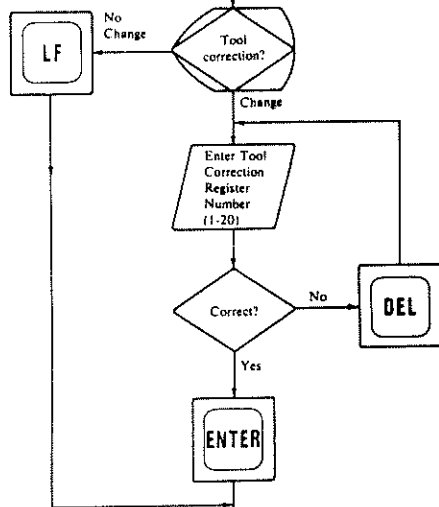 No
Change
LF
Tool
correction?
Change
Enter Tool
Correction
Register
Number
(1-20)
Correct?
No
DEL
Yes
ENTER